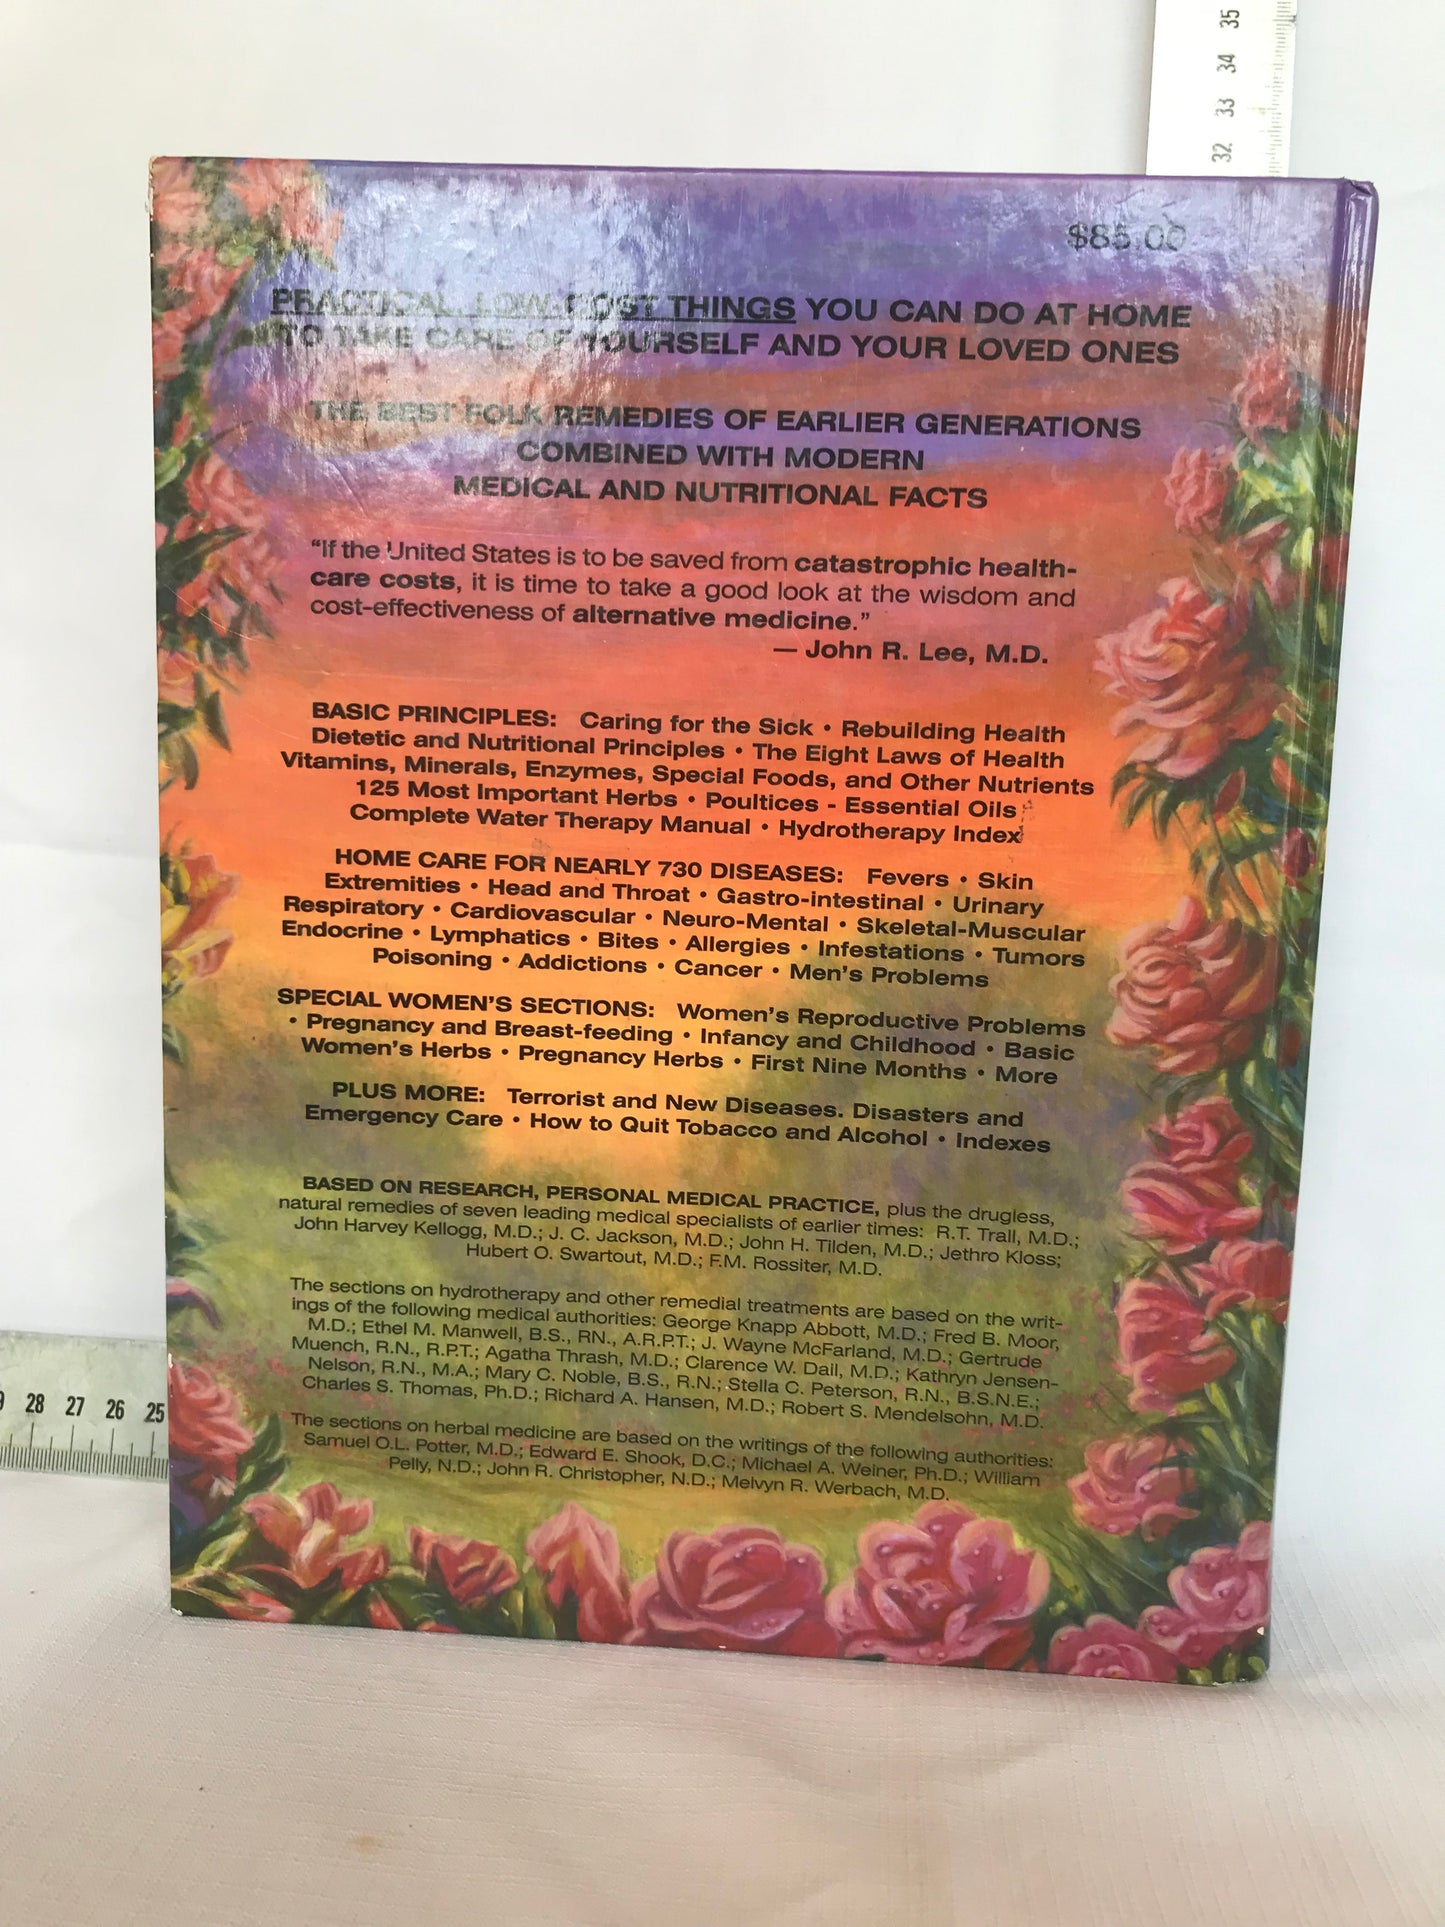 35
34
33
32
$85.00
PRACTICAL, LOW-COST THINGS YOU CAN DO AT HOME
TO TAKE CARE OF YOURSELF AND YOUR LOVED ONES
THE BEST FOLK REMEDIES OF EARLIER GENERATIONS
COMBINED WITH MODERN
MEDICAL AND NUTRITIONAL FACTS
“If the United States is to be saved from catastrophic health-
care costs, it is time to take a good look at the wisdom and
cost-effectiveness of alternative medicine.”
— John R. Lee, M.D.
BASIC PRINCIPLES: Caring for the Sick • Rebuilding Health
Dietetic and Nutritional Principles • The Eight Laws of Health
Vitamins, Minerals, Enzymes, Special Foods, and Other Nutrients
125 Most Important Herbs • Poultices - Essential Oils
Complete Water Therapy Manual • Hydrotherapy Index
HOME CARE FOR NEARLY 730 DISEASES: Fevers • Skin
Extremities • Head and Throat • Gastro-intestinal • Urinary
Respiratory • Cardiovascular • Neuro-Mental • Skeletal-Muscular
Endocrine • Lymphatics • Bites • Allergies • Infestations • Tumors
Poisoning • Addictions • Cancer • Men's Problems
SPECIAL WOMEN'S SECTIONS: Women's Reproductive Problems
• Pregnancy and Breast-feeding • Infancy and Childhood • Basic
Women's Herbs • Pregnancy Herbs • First Nine Months • More
PLUS MORE: Terrorist and New Diseases. Disasters and
Emergency Care • How to Quit Tobacco and Alcohol • Indexes
BASED ON RESEARCH, PERSONAL MEDICAL PRACTICE, plus the drugless,
natural remedies of seven leading medical specialists of earlier times: R.T. Trall, M.D.;
John Harvey Kellogg, M.D.; J. C. Jackson, M.D.; John H. Tilden, M.D.; Jethro Kloss;
Hubert O. Swartout, M.D.; F.M. Rossiter, M.D.
The sections on hydrotherapy and other remedial treatments are based on the writ-
ings of the following medical authorities: George Knapp Abbott, M.D.; Fred B. Moor,
M.D.; Ethel M. Manwell, B.S., RN., A.R.P.T.; J. Wayne McFarland, M.D.; Gertrude
Muench, R.N., R.P.T.; Agatha Thrash, M.D.; Clarence W. Dail, M.D.; Kathryn Jensen-
Nelson, R.N., M.A.; Mary C. Noble, B.S., R.N.; Stella C. Peterson, R.N., B.S.N.E.;
Charles S. Thomas, Ph.D.; Richard A. Hansen, M.D.; Robert S. Mendelsohn, M.D.
The sections on herbal medicine are based on the writings of the following authorities:
Samuel O.L. Potter, M.D.; Edward E. Shook, D.C.; Michael A. Weiner, Ph.D.; William
Pelly, N.D.; John R. Christopher, N.D.; Melvyn R. Werbach, M.D.
28 27 26 25